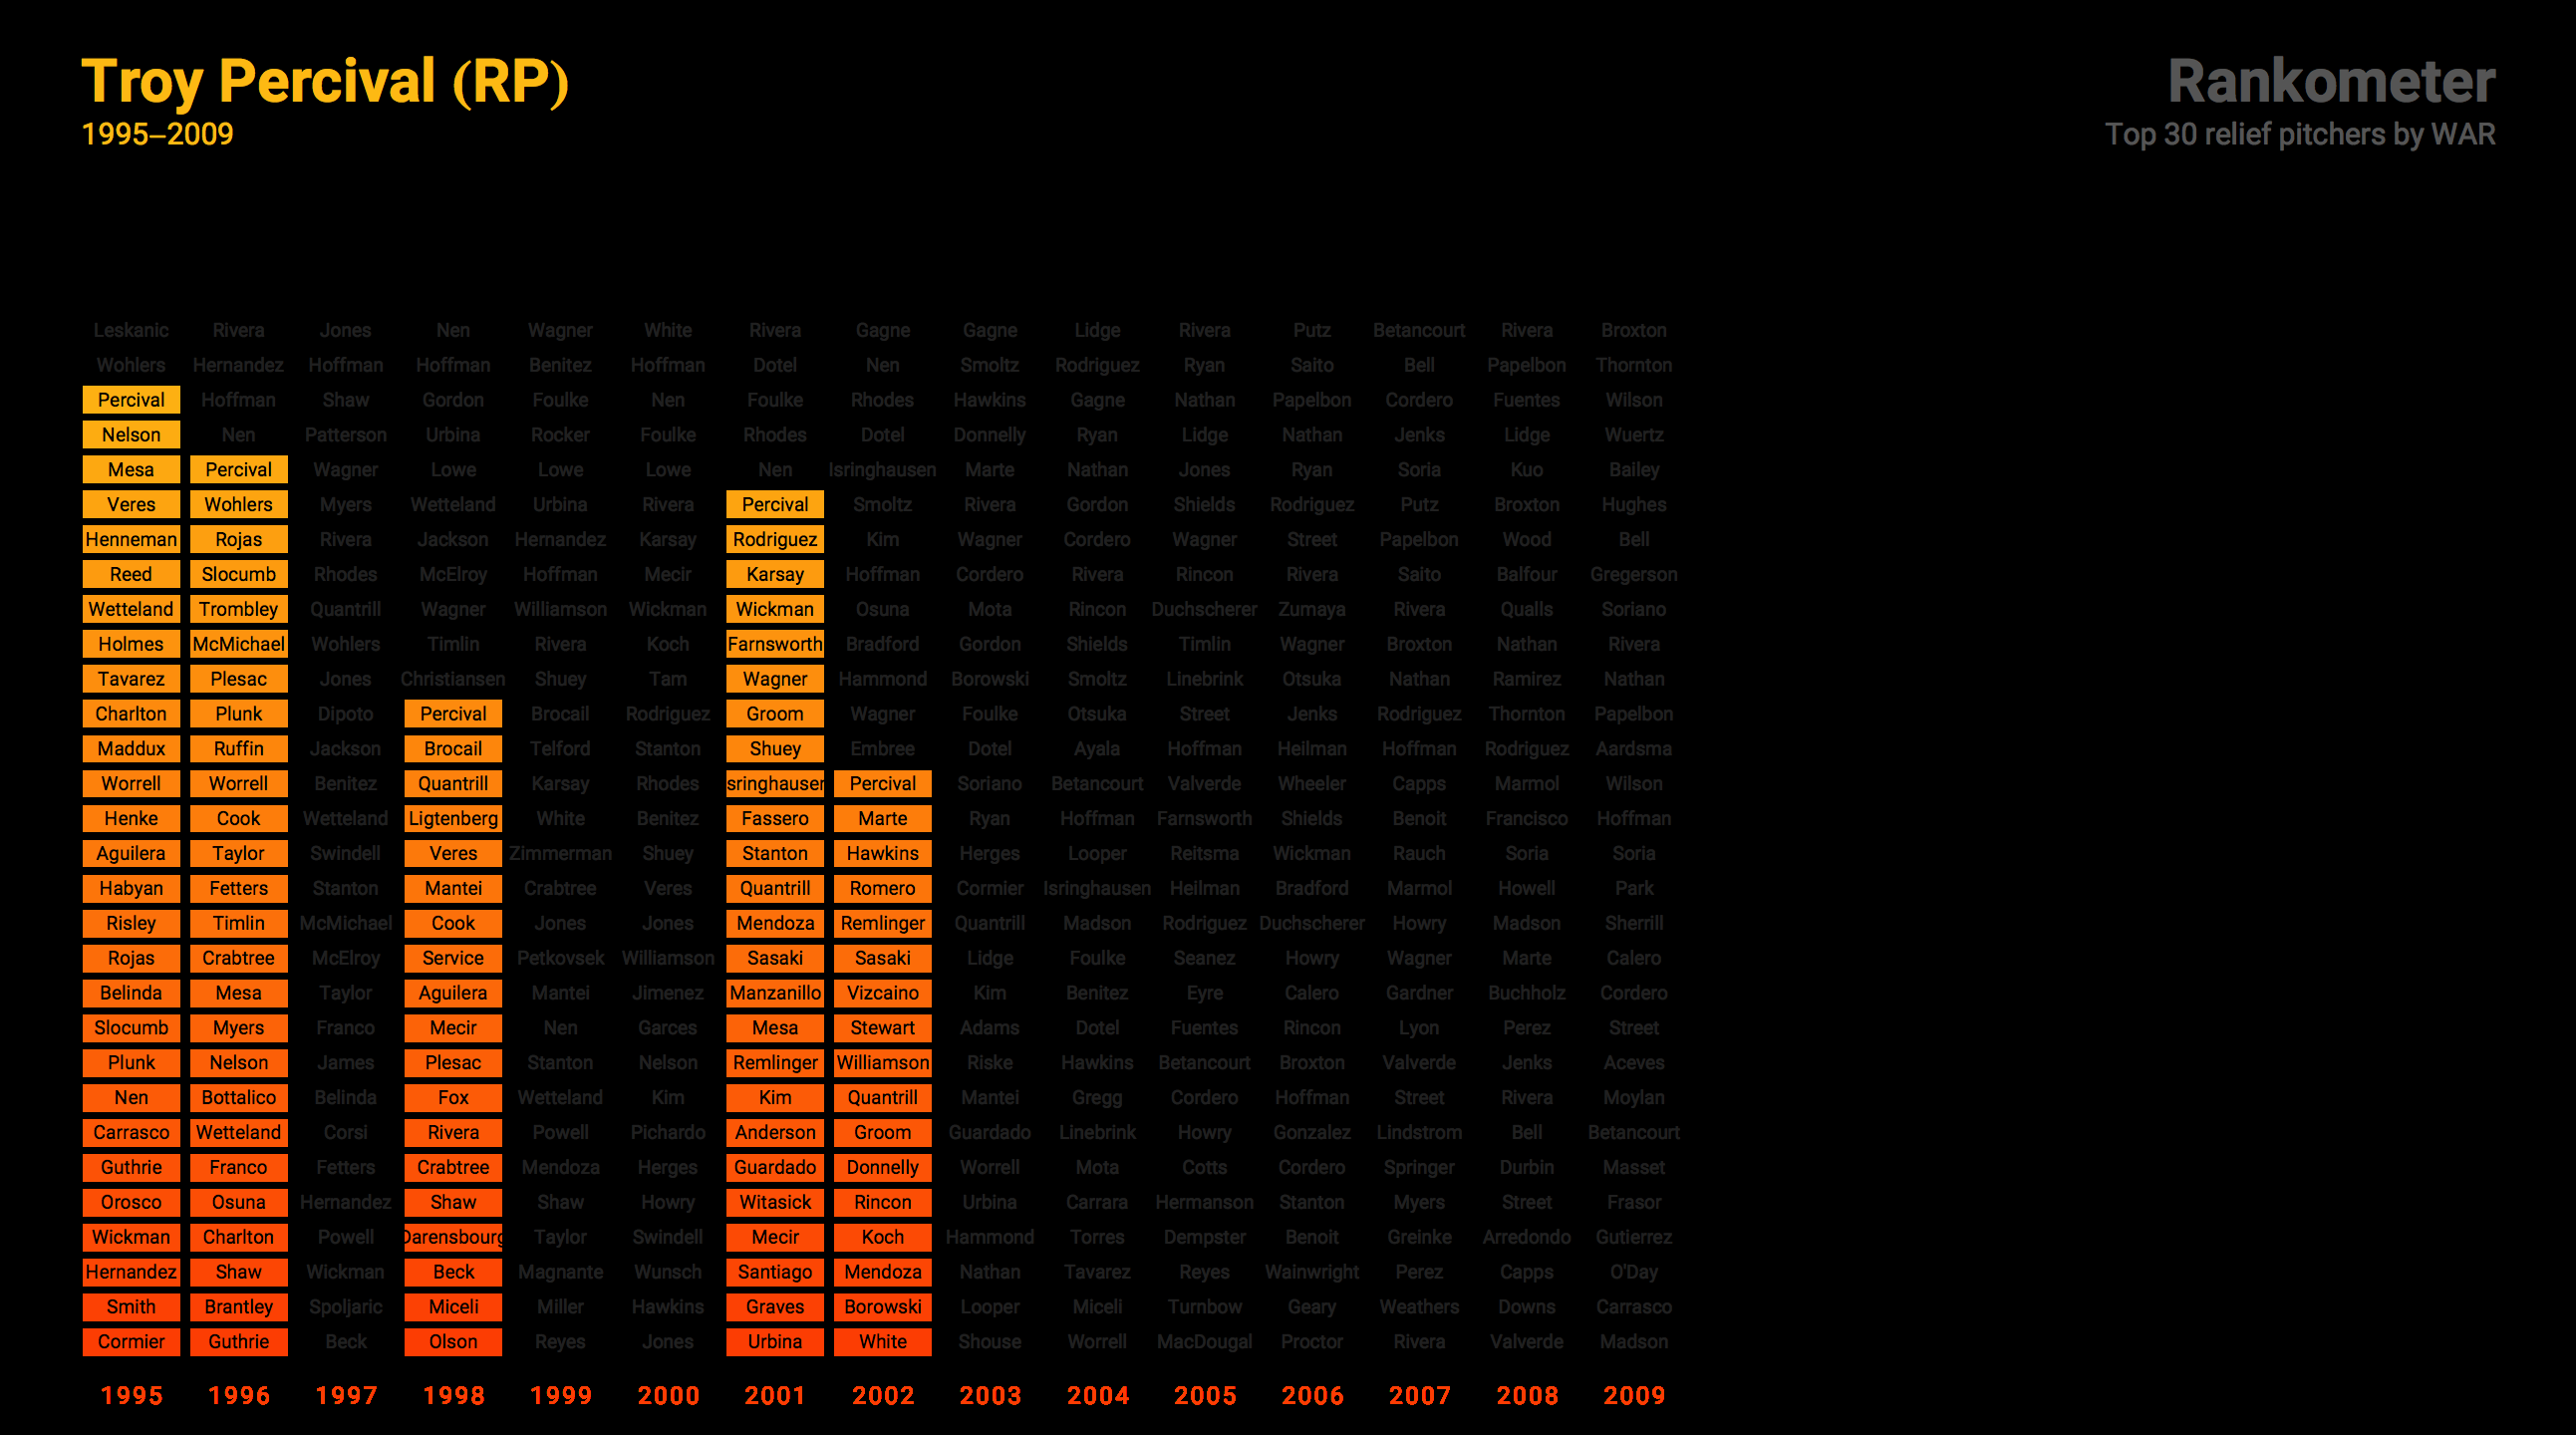 Troy Percival (RP)
1995–2009
Rankometer
Top 30 relief pitchers by WAR
Leskanic Rivera Jones Nen Wagner White Rivera Gagne Gagne Lidge Rivera Putz Betancourt Rivera Broxton
Wohlers Hernandez Hoffman Hoffman Benitez Hoffman Dotel Nen Smoltz Rodriguez Ryan Saito Bell Papelbon Thornton
Percival Hoffman Shaw Gordon Foulke Nen Foulke Rhodes Hawkins Gagne Nathan Papelbon Cordero Fuentes Wilson
Nelson Nen Patterson Urbina Rocker Foulke Rhodes Dotel Donnelly Ryan Lidge Nathan Jenks Lidge Wuertz
Mesa Percival Wagner Lowe Lowe Lowe Nen Isringhausen Marte Nathan Jones Ryan Soria Kuo Bailey
Veres Wohlers Myers Wetteland Urbina Rivera Percival Smoltz Rivera Gordon Shields Rodriguez Putz Broxton Hughes
Henneman Rojas Rivera Jackson Hernandez Karsay Rodriguez Kim Wagner Cordero Wagner Street Papelbon Wood Bell
Reed Slocumb Rhodes McElroy Hoffman Mecir Karsay Hoffman Cordero Rivera Rincon Rivera Saito Balfour Gregerson
Wetteland Trombley Quantrill Wagner Williamson Wickman Wickman Osuna Mota Rincon Duchscherer Zumaya Rivera Qualls Soriano
Holmes McMichael Wohlers Timlin Rivera Koch Farnsworth Bradford Gordon Shields Timlin Wagner Broxton Nathan Rivera
Tavarez Plesac Jones Christiansen Shuey Tam Wagner Hammond Borowski Smoltz Linebrink Otsuka Nathan Ramirez Nathan
Charlton Plunk Dipoto Percival Brocail Rodriguez Groom Wagner Foulke Otsuka Street Jenks Rodriguez Thornton Papelbon
Maddux Ruffin Jackson Brocail Telford Stanton Shuey Embree Dotel Ayala Hoffman Heilman Hoffman Rodriguez Aardsma
Worrell Worrell Benitez Quantrill Karsay Rhodes sringhauser Percival Soriano Betancourt Valverde Wheeler Capps Marmol Wilson
Henke Cook Wetteland Ligtenberg White Benitez Fassero Marte Ryan Hoffman Farnsworth Shields Benoit Francisco Hoffman
Aguilera Taylor Swindell Veres Zimmerman Shuey Stanton Hawkins Herges Looper Reitsma Wickman Rauch Soria Soria
Habyan Fetters Stanton Mantei Crabtree Veres Quantrill Romero Cormier Isringhausen Heilman Bradford Marmol Howell Park
Risley Timlin McMichael Cook Jones Jones Mendoza Remlinger Quantrill Madson Rodriguez Duchscherer Howry Madson Sherrill
Rojas Crabtree McElroy Service Petkovsek Williamson Sasaki Sasaki Lidge Foulke Seanez Howry Wagner Marte Calero
Belinda Mesa Taylor Aguilera Mantei Jimenez Manzanillo Vizcaino Kim Benitez Eyre Calero Gardner Buchholz Cordero
Slocumb Myers Franco Mecir Nen Garces Mesa Stewart Adams Dotel Fuentes Rincon Lyon Perez Street
Plunk Nelson James Plesac Stanton Nelson Remlinger Williamson Riske Hawkins Betancourt Broxton Valverde Jenks Aceves
Nen Bottalico Belinda Fox Wetteland Kim Kim Quantrill Mantei Gregg Cordero Hoffman Street Rivera Moylan
Carrasco Wetteland Corsi Rivera Powell Pichardo Anderson Groom Guardado Linebrink Howry Gonzalez Lindstrom Bell Betancourt
Guthrie Franco Fetters Crabtree Mendoza Herges Guardado Donnelly Worrell Mota Cotts Cordero Springer Durbin Masset
Orosco Osuna Hernandez Shaw Shaw Howry Witasick Rincon Urbina Carrara Hermanson Stanton Myers Street Frasor
Wickman Charlton Powell Darensbourg Taylor Swindell Mecir Koch Hammond Torres Dempster Benoit Greinke Arredondo Gutierrez
Hernandez Shaw Wickman Beck Magnante Wunsch Santiago Mendoza Nathan Tavarez Reyes Wainwright Perez Capps O'Day
Smith Brantley Spoljaric Miceli Miller Hawkins Graves Borowski Looper Miceli Turnbow Geary Weathers Downs Carrasco
Cormier Guthrie Beck Olson Reyes Jones Urbina White Shouse Worrell MacDougal Proctor Rivera Valverde Madson
1995 1996 1997 1998 1999 2000 2001 2002 2003 2004 2005 2006 2007 2008 2009